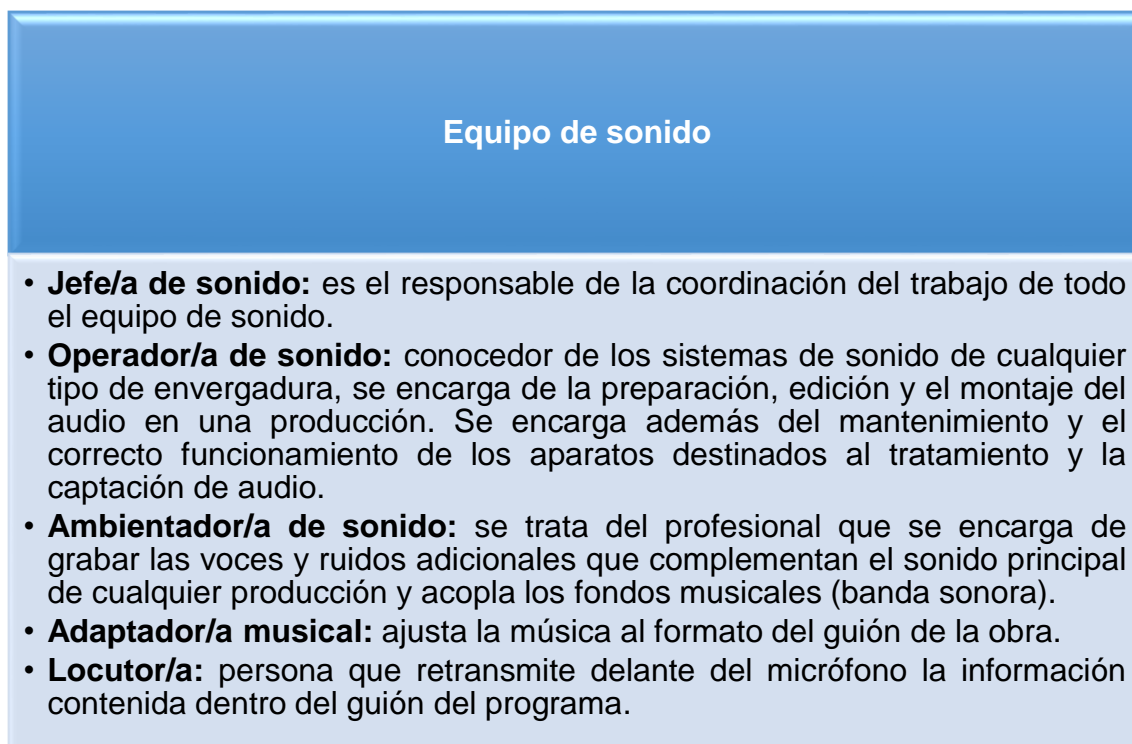 Equipo de sonido
• Jefe/a de sonido: es el responsable de la coordinación del trabajo de todo
el equipo de sonido.
• Operador/a de sonido: conocedor de los sistemas de sonido de cualquier
tipo de envergadura, se encarga de la preparación, edición y el montaje del
audio en una producción. Se encarga además del mantenimiento y el
correcto funcionamiento de los aparatos destinados al tratamiento y la
captación de audio.
• Ambientador/a de sonido: se trata del profesional que se encarga de
grabar las voces y ruidos adicionales que complementan el sonido principal
de cualquier producción y acopla los fondos musicales (banda sonora).
• Adaptador/a musical: ajusta la música al formato del guión de la obra.
• Locutor/a: persona que retransmite delante del micrófono la información
contenida dentro del guión del programa.